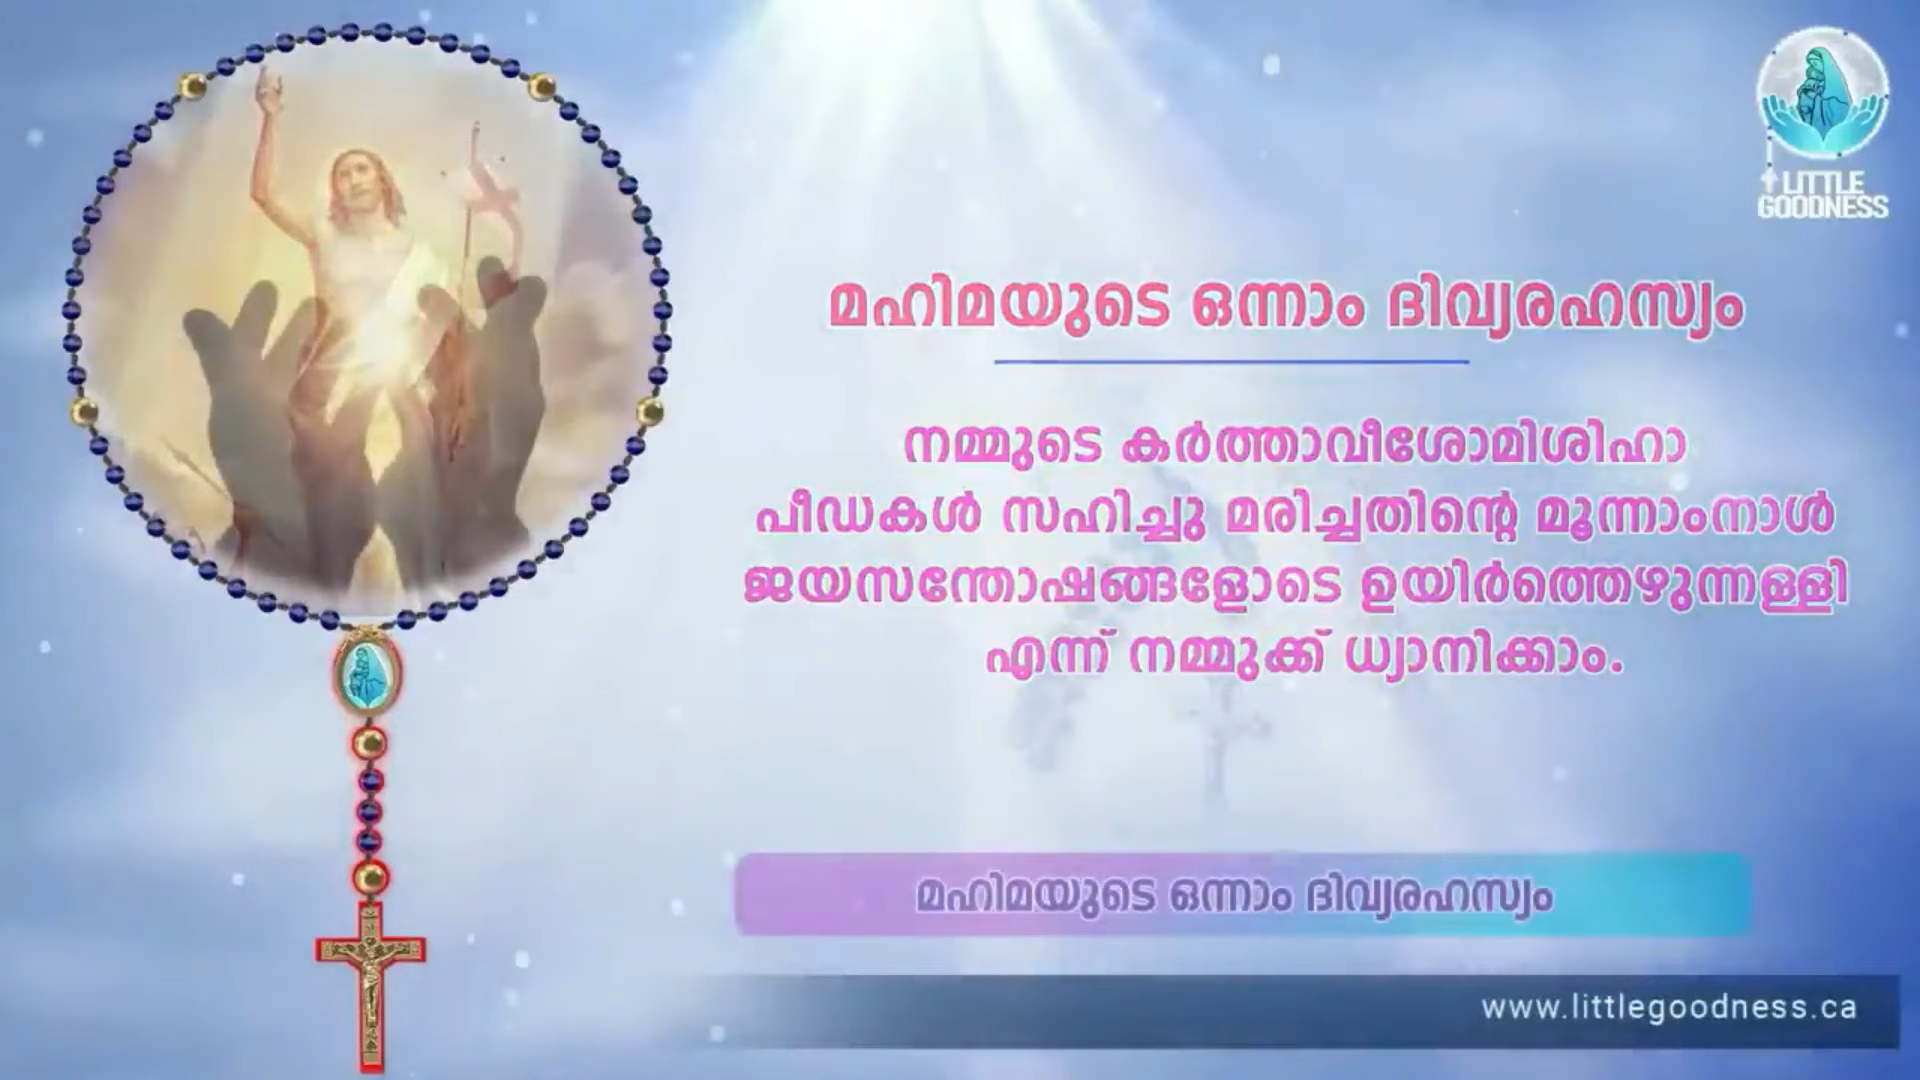 LITTLE
GOODNESS
മഹിമയുടെ ഒന്നാം ദിവ്യരഹസ്യം
നമ്മുടെ കർത്താവീശോമിശിഹാ
പീഡകൾ സഹിച്ചു മരിച്ചതിന്റെ മൂന്നാംനാൾ
ജയസന്തോഷങ്ങളോടെ ഉയിർത്തെഴുന്നള്ളി
എന്ന് നമ്മുക്ക് ധ്യാനിക്കാം.
മഹിമയുടെ ഒന്നാം ദിവ്യരഹസ്യം
www.littlegoodness.ca